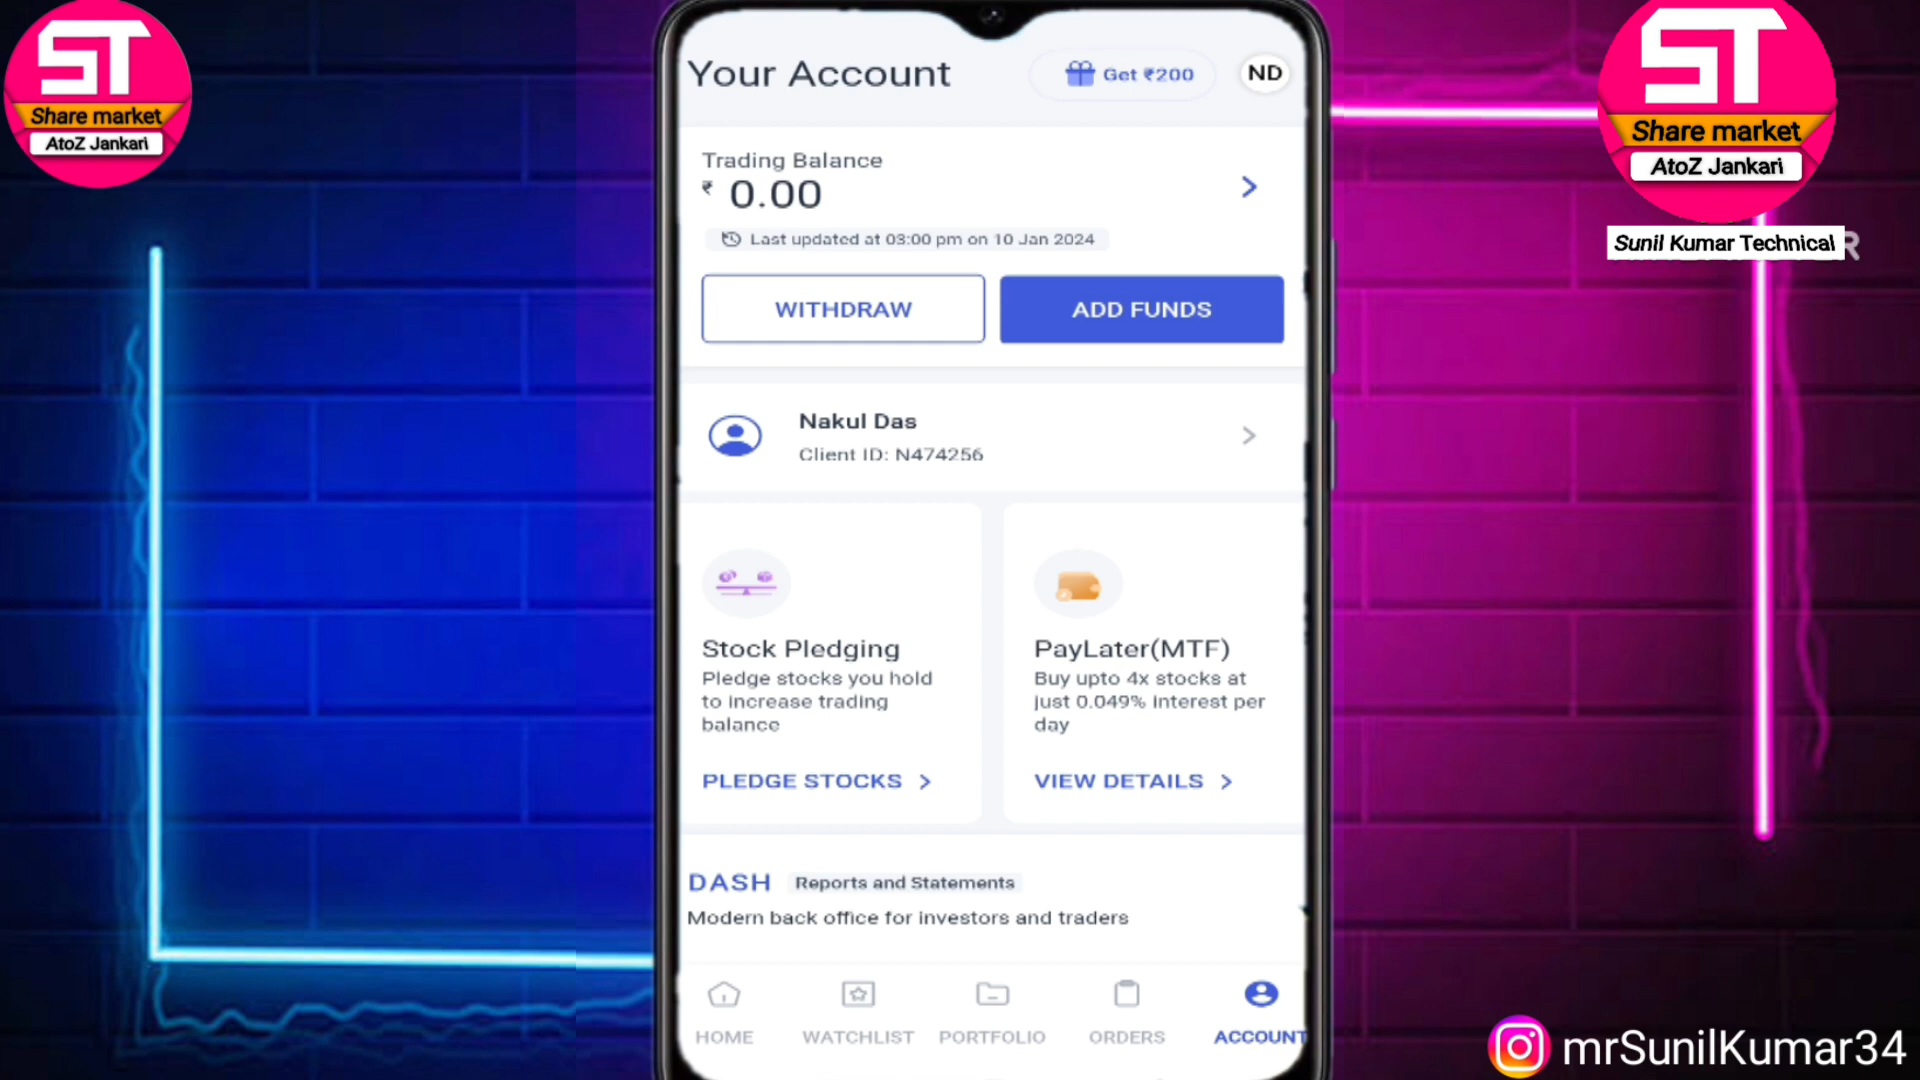 ST
Share market
AtoZ Jankari
Your Account
Get ₹200
ND
Trading Balance
₹ 0.00
Last updated at 03:00 pm on 10 Jan 2024
WITHDRAW
ADD FUNDS
Nakul Das
Client ID: N474256
Stock Pledging
Pledge stocks you hold
to increase trading
balance
PLEDGE STOCKS >
PayLater(MTF)
Buy upto 4x stocks at
just 0.049% interest per
day
VIEW DETAILS >
DASH Reports and Statements
Modern back office for investors and traders
HOME
WATCHLIST
PORTFOLIO
ORDERS
ACCOUNT
ST
Share market
AtoZ Jankari
Sunil Kumar Technical
mrSunilKumar34